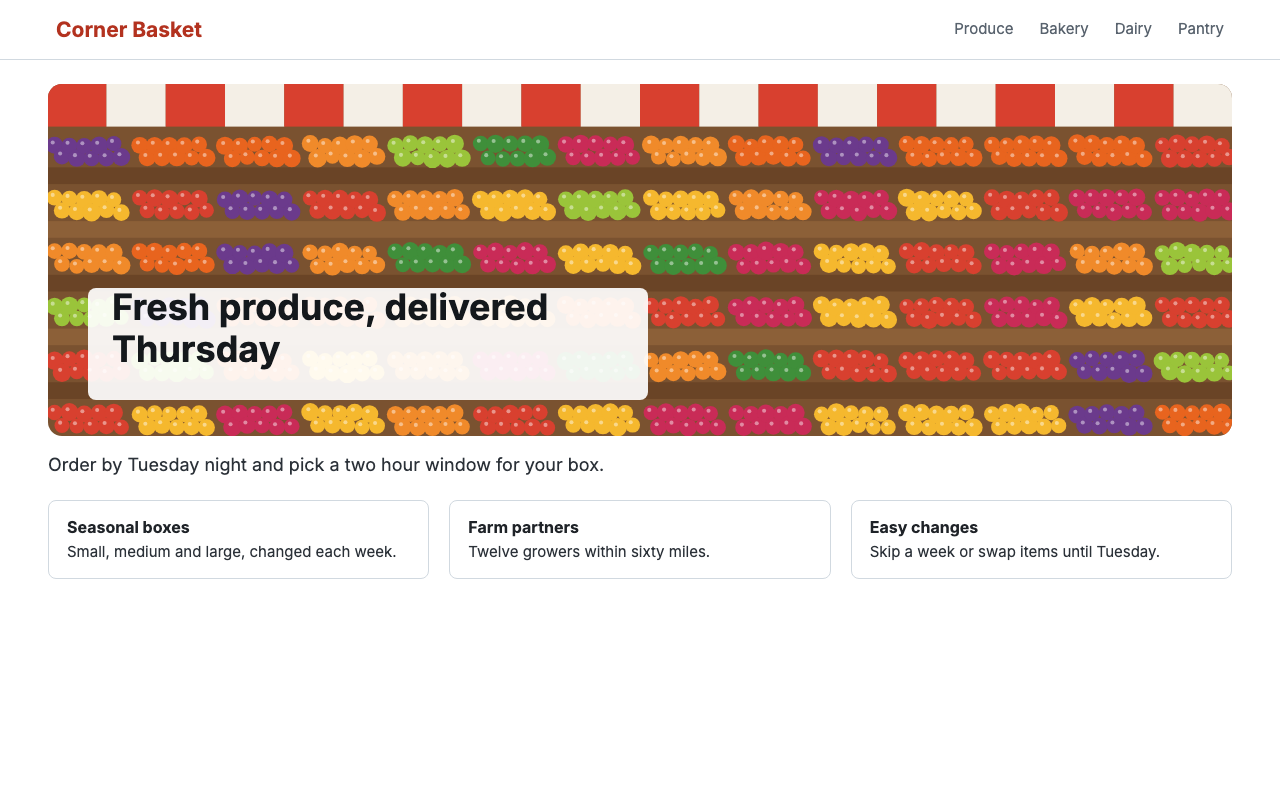 Corner Basket
Produce Bakery Dairy Pantry
Fresh produce, delivered
Thursday
Order by Tuesday night and pick a two hour window for your box.
Seasonal boxes
Small, medium and large, changed each week.
Farm partners
Twelve growers within sixty miles.
Easy changes
Skip a week or swap items until Tuesday.